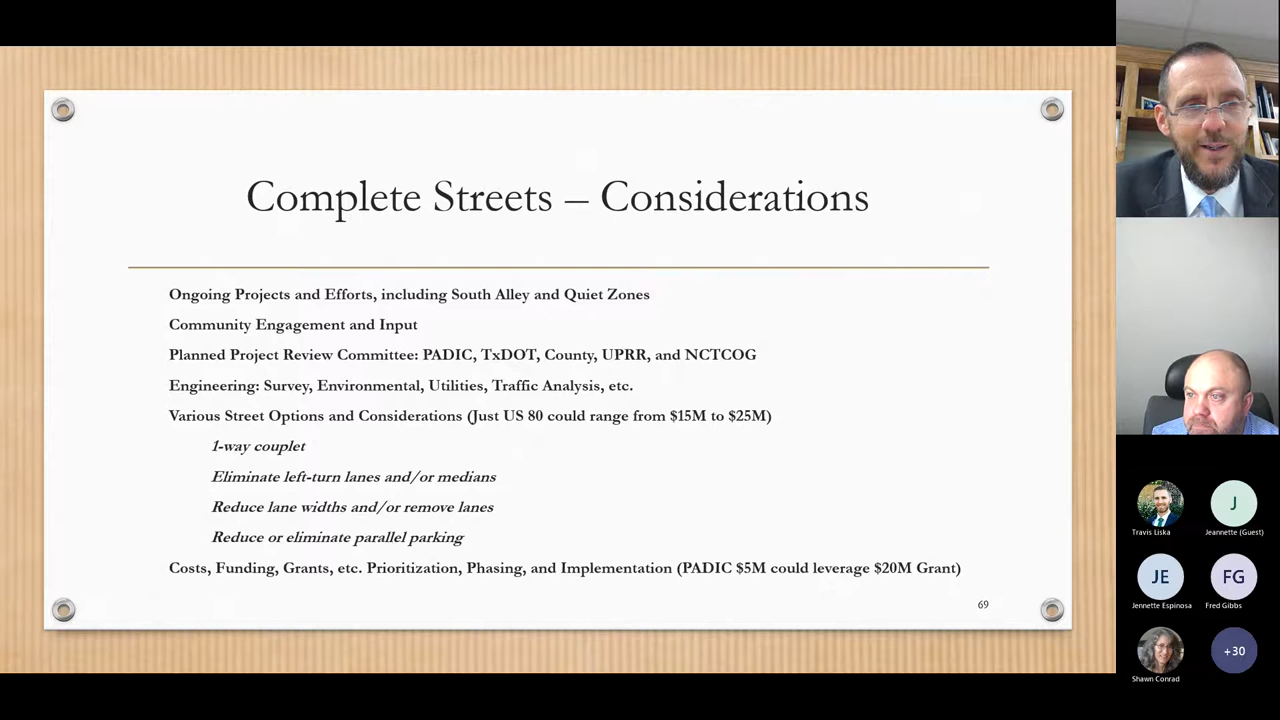 Complete Streets – Considerations
Ongoing Projects and Efforts, including South Alley and Quiet Zones
Community Engagement and Input
Planned Project Review Committee: PADIC, TxDOT, County, UPRR, and NCTCOG
Engineering: Survey, Environmental, Utilities, Traffic Analysis, etc.
Various Street Options and Considerations (Just US 80 could range from $15M to $25M)
1-way couplet
Eliminate left-turn lanes and/or medians
Reduce lane widths and/or remove lanes
Reduce or eliminate parallel parking
Costs, Funding, Grants, etc. Prioritization, Phasing, and Implementation (PADIC $5M could leverage $20M Grant)
69
J
Travis Liska
Jeannette (Guest)
JE
FG
Jennette Espinosa
Fred Gibbs
+30
Shawn Conrad